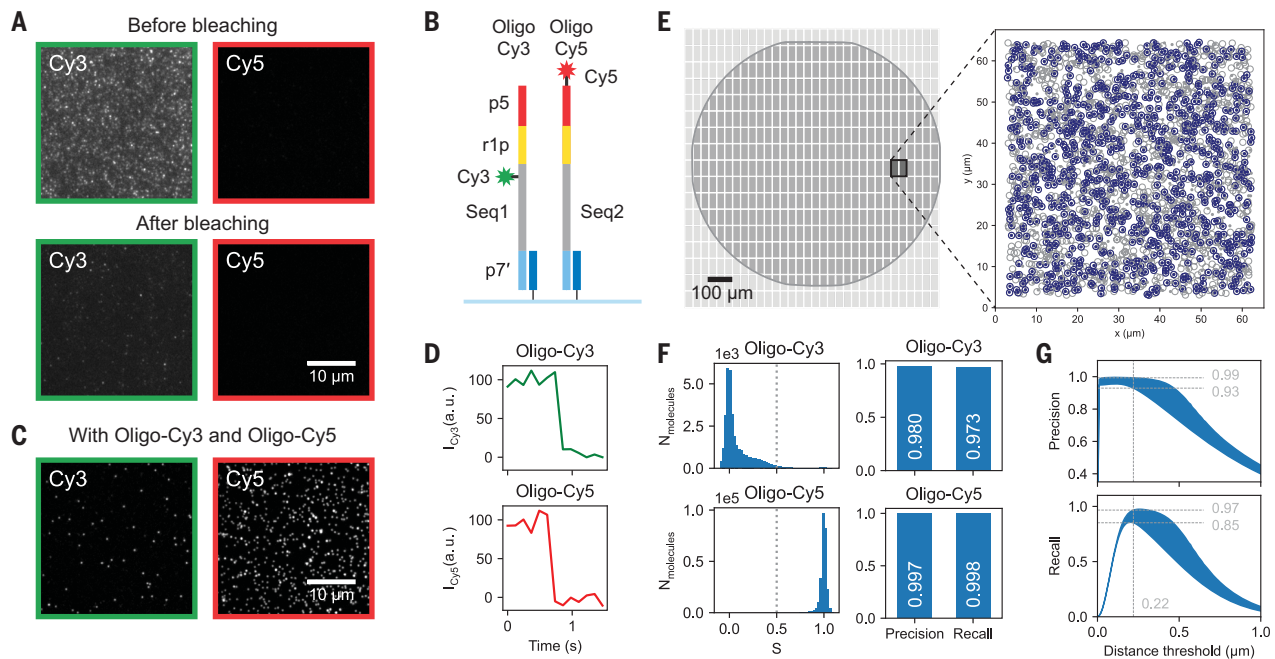 A
Before bleaching
Cy3
Cy5
After bleaching
Cy3
Cy5
10 μm
B
Oligo Oligo
Cy3 Cy5
Cy5
p5
r1p
Cy3
Seq1
Seq2
p7′
C
With Oligo-Cy3 and Oligo-Cy5
Cy3
Cy5
10 μm
D
Oligo-Cy3
I Cy3 (a. u.)
100
50
0
Oligo-Cy5
I Cy5 (a.u.)
100
50
0
0 1
Time (s)
E
100 μm
y (μm)
60
50
40
30
20
10
0
0 10 20 30 40 50 60
x (μm)
F
1e3
Oligo-Cy3
N molecules
5.0
2.5
0.0
Oligo-Cy3
1.0
0.5
0.0
0.980
0.973
1e5
Oligo-Cy5
N molecules
1.0
0.5
0.0
0.0 0.5 1.0
S
Oligo-Cy5
1.0
0.5
0.0
0.997
0.998
Precision Recall
G
Precision
1.0
0.8
0.6
0.4
0.99
0.93
Recall
1.0
0.5
0.0
0.97
0.85
0.22
0.0 0.5 1.0
Distance threshold (μm)